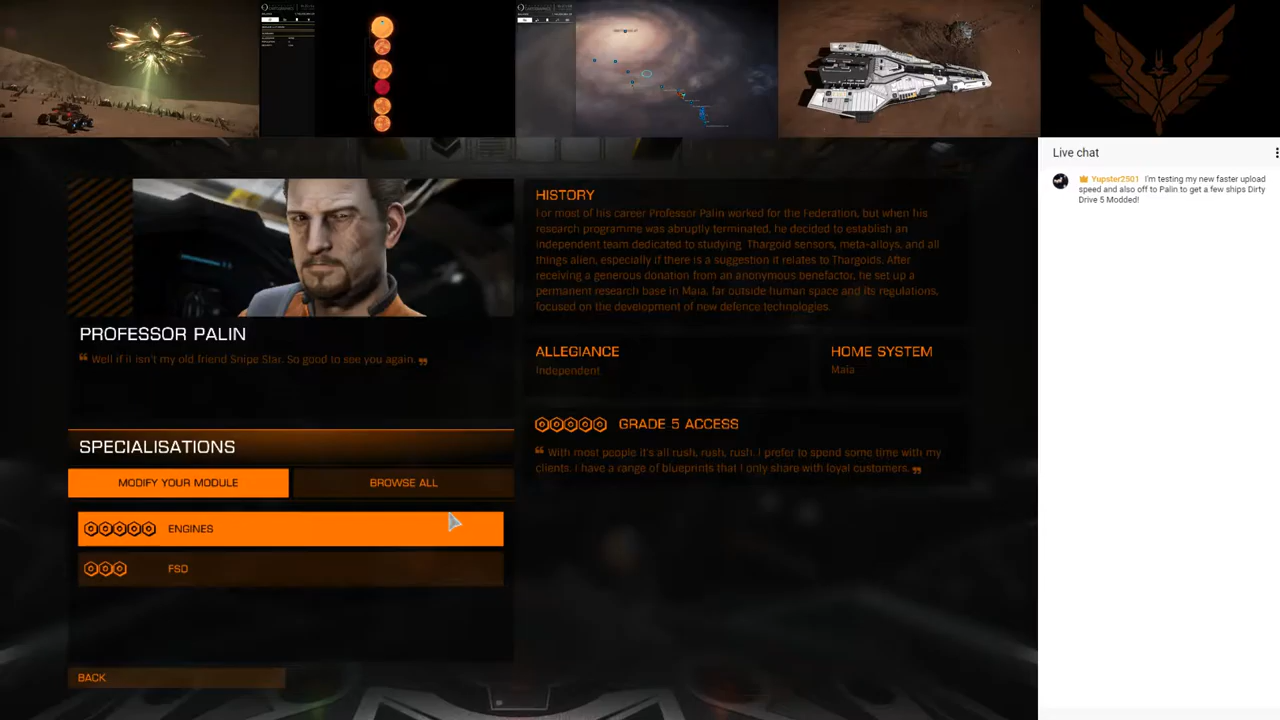 PROFESSOR PALIN
Well if it isn't my old friend Snipe Star. So good to see you again.
SPECIALISATIONS
MODIFY YOUR MODULE
BROWSE ALL
ENGINES
FSD
BACK
HISTORY
For most of his career Professor Palin worked for the Federation, but when his
research programme was abruptly terminated, he decided to establish an
independent team dedicated to studying Thargoid sensors, meta-alloys, and all
things alien, especially if there is a suggestion it relates to Thargoids. After
receiving a generous donation from an anonymous benefactor, he set up a
permanent research base in Maia, far outside human space and its regulations,
focused on the development of new defence technologies.
ALLEGIANCE
Independent
HOME SYSTEM
Maia
GRADE 5 ACCESS
With most people it's all rush, rush, rush. I prefer to spend some time with my
clients. I have a range of blueprints that I only share with loyal customers.
Live chat
Yupster2501 I'm testing my new faster upload
speed and also off to Palin to get a few ships Dirty
Drive 5 Modded!